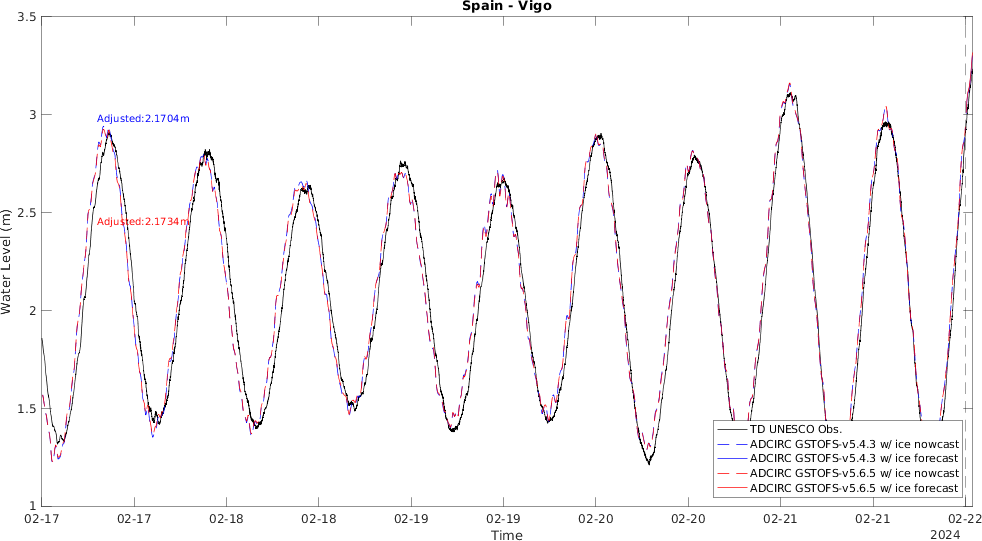 Spain - Vigo
3.5
3
2.5
2
1.5
1
Water Level (m)
Adjusted:2.1704m
Adjusted:2.1734m
TD UNESCO Obs.
ADCIRC GSTOFS-v5.4.3 w/ ice nowcast
ADCIRC GSTOFS-v5.4.3 w/ ice forecast
ADCIRC GSTOFS-v5.6.5 w/ ice nowcast
ADCIRC GSTOFS-v5.6.5 w/ ice forecast
02-17 02-17 02-18 02-18 02-19 02-19 02-20 02-20 02-21 02-21 02-22
Time
2024